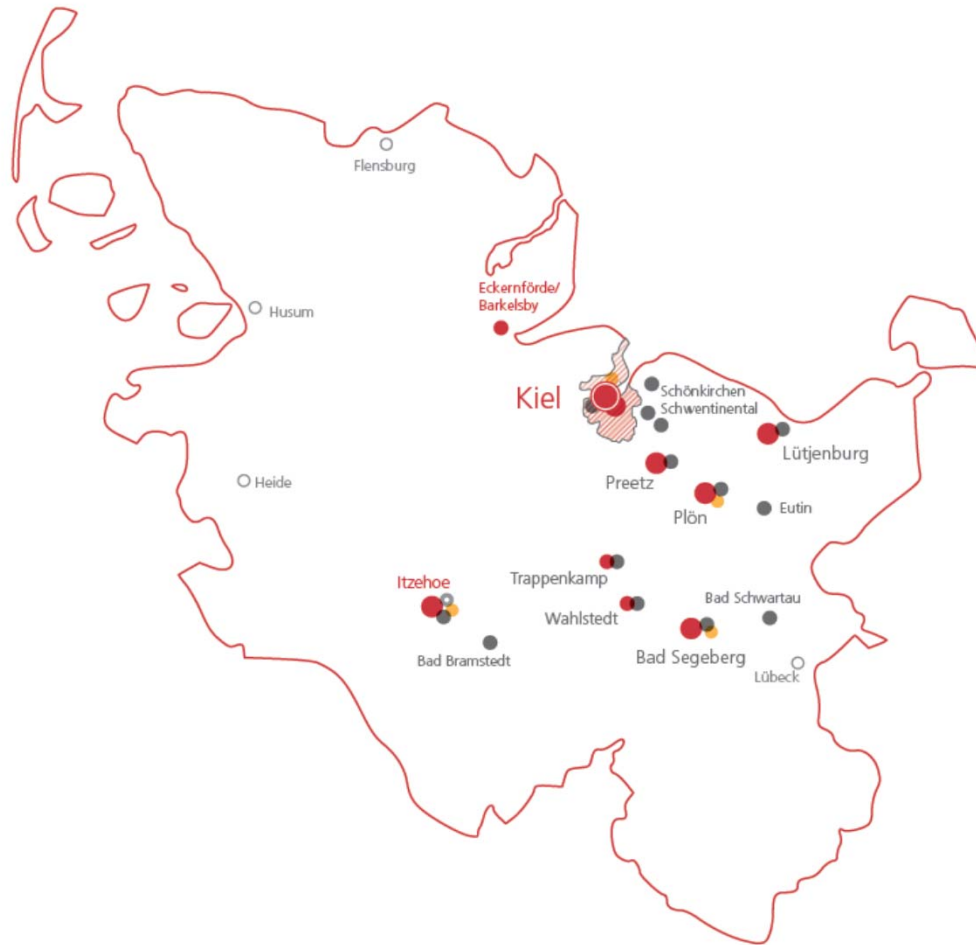 Flensburg
Eckernförde/
Barkelsby
Husum
Kiel
Schönkirchen
Schwentinental
Lütjenburg
Preetz
Heide
Plön
Eutin
Trappenkamp
Itzehoe
Bad Schwartau
Wahlstedt
Bad Segeberg
Bad Bramstedt
Lübeck